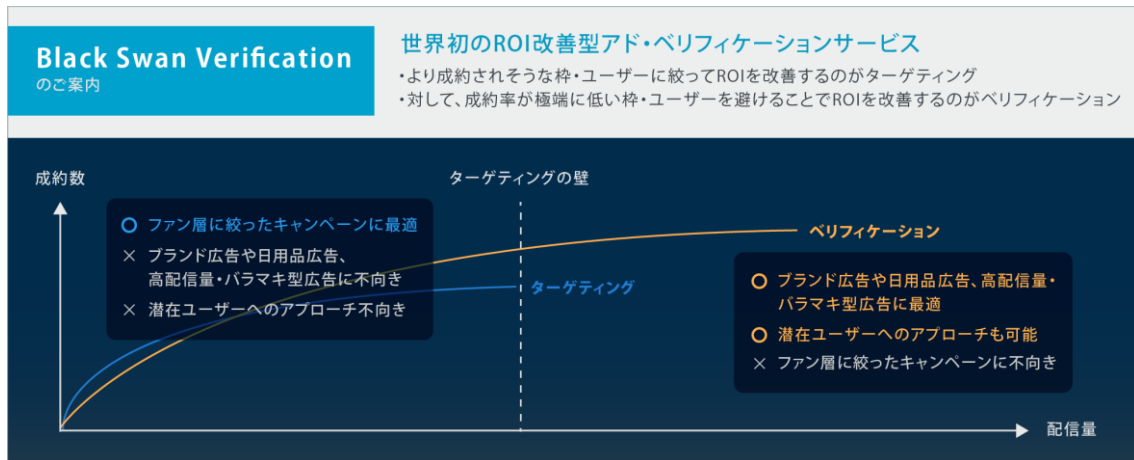 Black Swan Verification
のご案内
世界初のROI改善型アド・ベリフィケーションサービス
・より成約されそうな枠・ユーザーに絞ってROIを改善するのがターゲティング
・対して、成約率が極端に低い枠・ユーザーを避けることでROIを改善するのがベリフィケーション
成約数
ターゲティングの壁
○ ファン層に絞ったキャンペーンに最適
× ブランド広告や日用品広告、
高配信量・バラマキ型広告に不向き
× 潜在ユーザーへのアプローチ不向き
ベリフィケーション
ターゲティング
○ ブランド広告や日用品広告、高配信量・
バラマキ型広告に最適
○ 潜在ユーザーへのアプローチも可能
× ファン層に絞ったキャンペーンに不向き
配信量